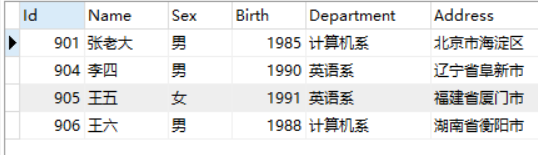 Id Name Sex Birth Department Address
901 张老大 男 1985 计算机系 北京市海淀区
904 李四 男 1990 英语系 辽宁省阜新市
905 王五 女 1991 英语系 福建省厦门市
906 王六 男 1988 计算机系 湖南省衡阳市